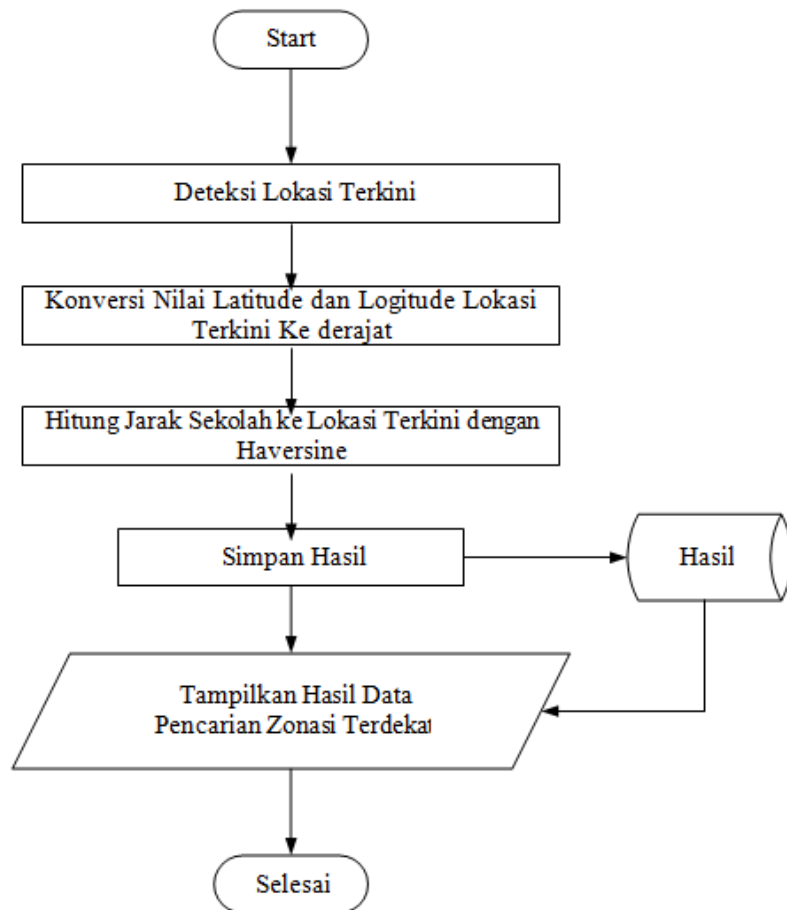 Start
Deteksi Lokasi Terkini
Konversi Nilai Latitude dan Logitude Lokasi
Terkini Ke derajat
Hitung Jarak Sekolah ke Lokasi Terkini dengan
Haversine
Simpan Hasil
Hasil
Tampilkan Hasil Data
Pencarian Zonasi Terdekat
Selesai